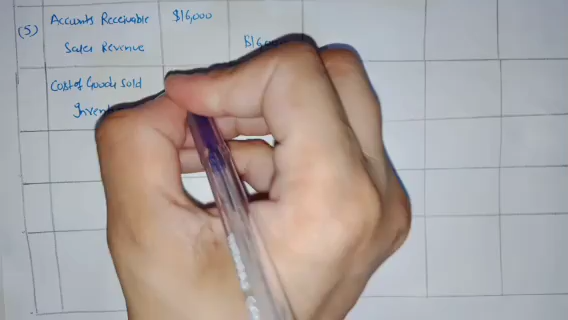 (5) Accounts Receivable $16,000
Sales Revenue
Cost of Goods Sold